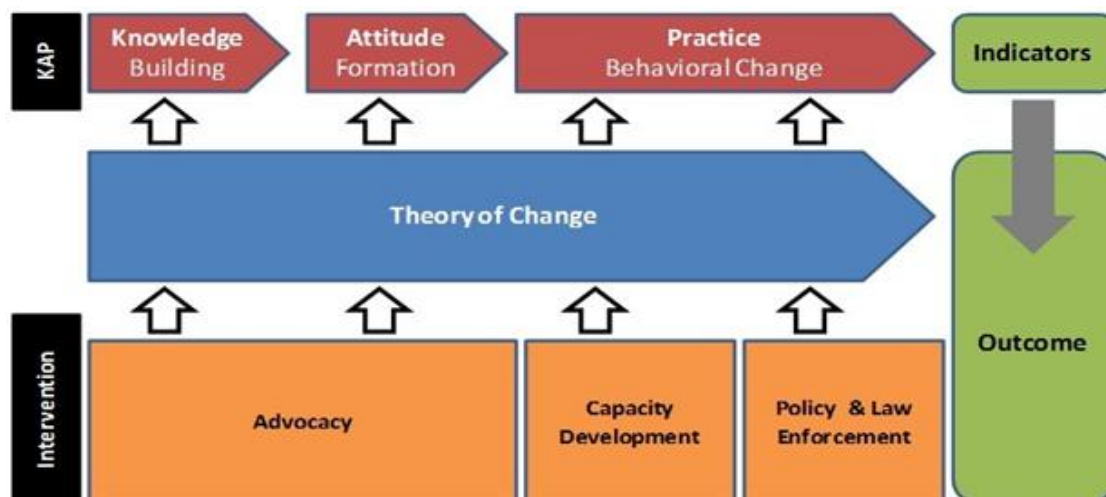 KAP
Knowledge
Building
Attitude
Formation
Practice
Behavioral Change
Indicators
Theory of Change
Outcome
Intervention
Advocacy
Capacity
Development
Policy & Law
Enforcement